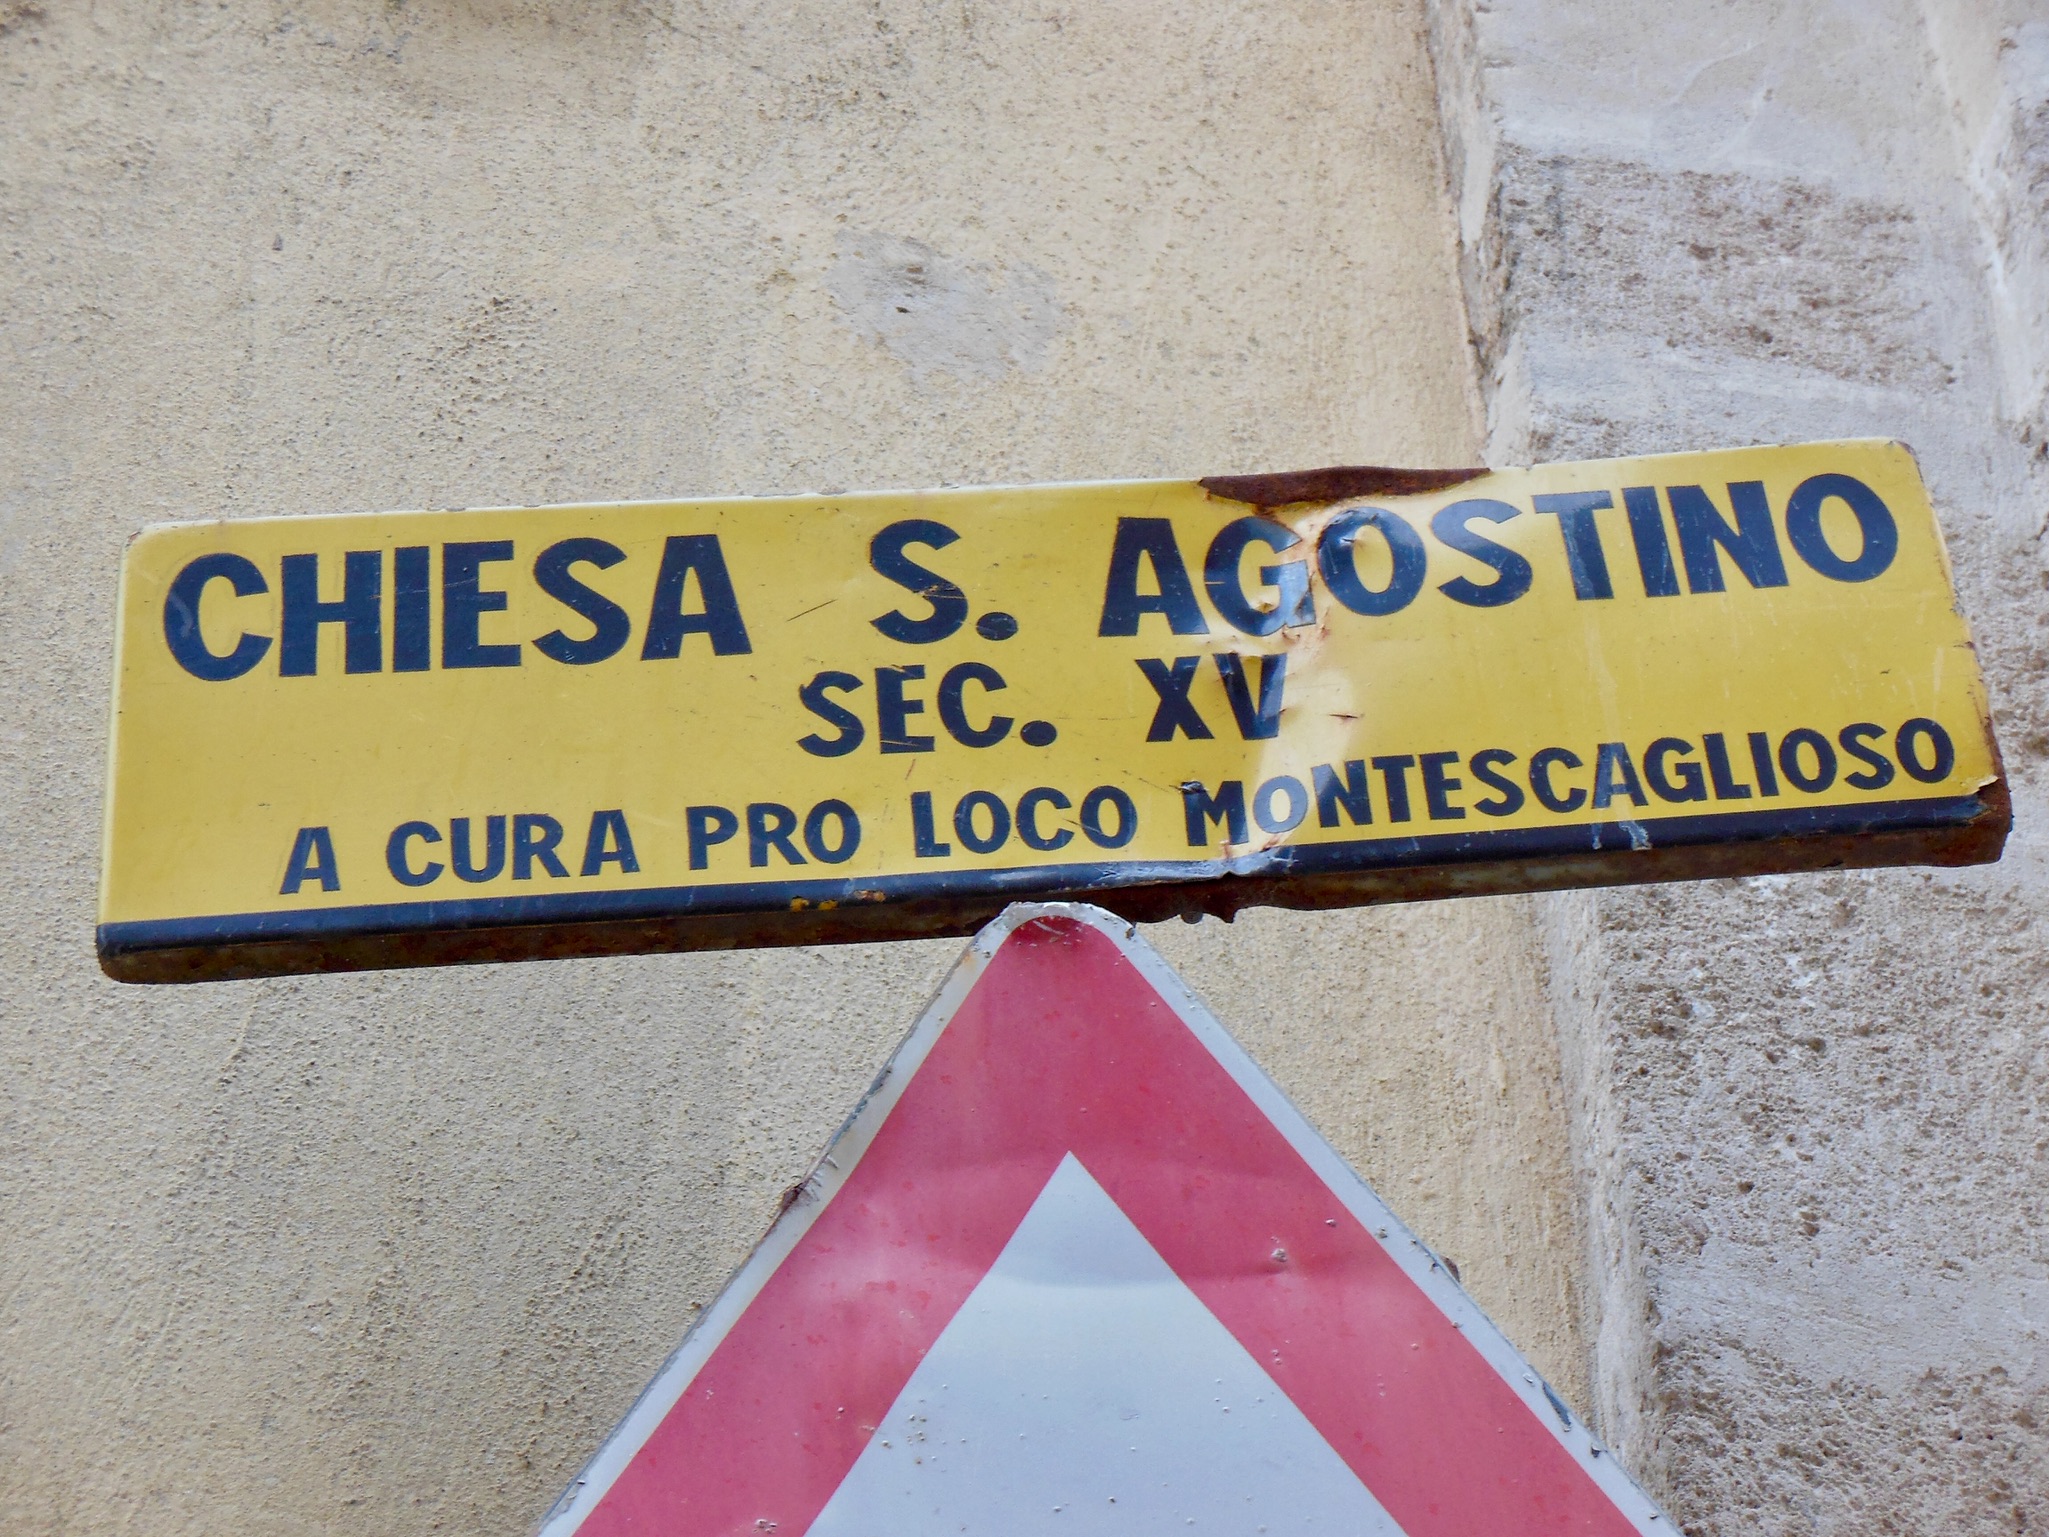 CHIESA S. AGOSTINO
SEC. XV
A CURA PRO LOCO MONTESCAGLIOSO